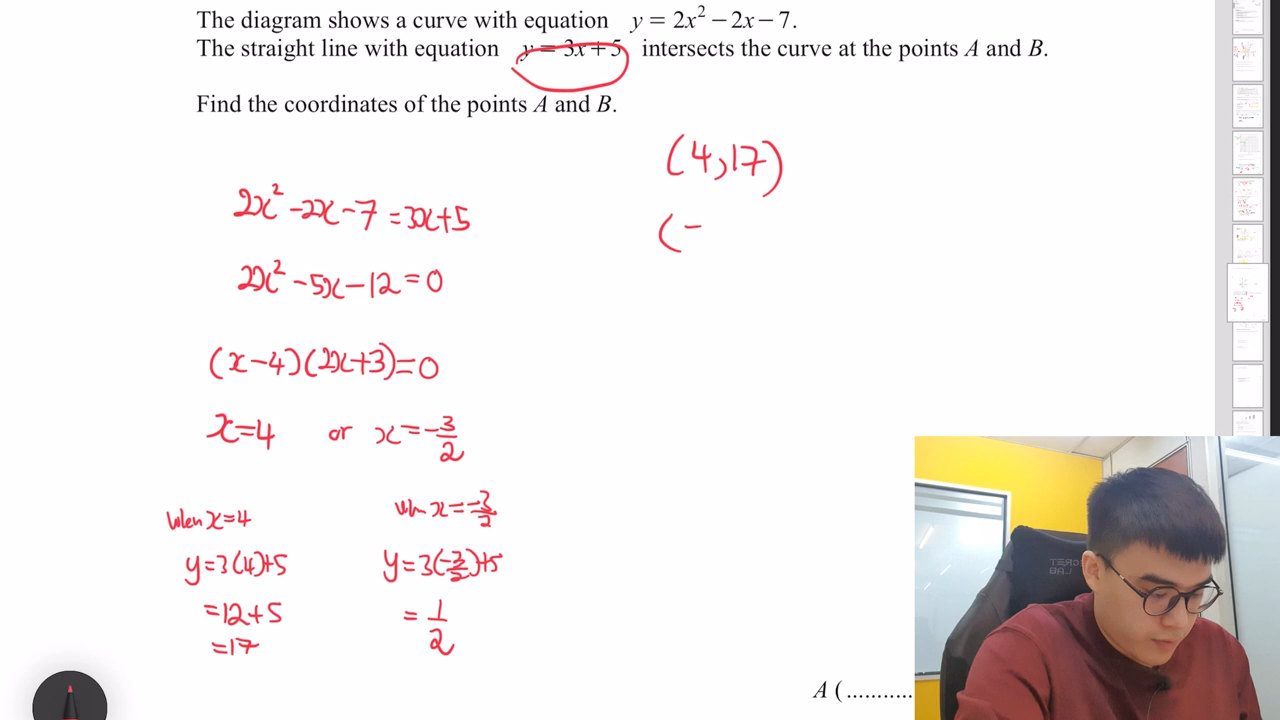 The diagram shows a curve with equation y = 2x² − 2x − 7.
The straight line with equation y = 3x + 5 intersects the curve at the points A and B.
Find the coordinates of the points A and B.
(4,17)
(-
2x² - 2x - 7 = 3x + 5
2x² - 5x - 12 = 0
(x - 4)(2x + 3) = 0
x = 4 or x = -3/2
when x = 4
y = 3(4) + 5
= 12 + 5
= 17
when x = -3/2
y = 3(-3/2) + 5
= 1/2
A (...........